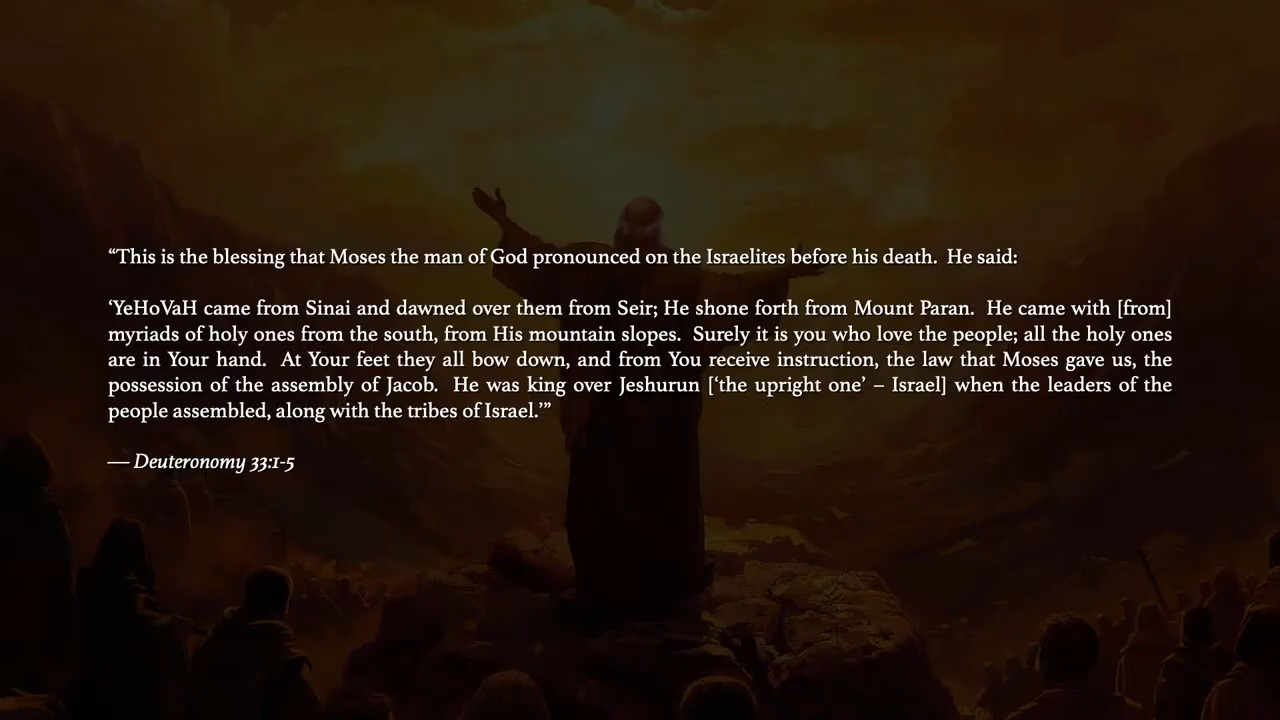 “This is the blessing that Moses the man of God pronounced on the Israelites before his death.  He said:
‘YeHoVaH came from Sinai and dawned over them from Seir; He shone forth from Mount Paran.  He came with [from]
myriads of holy ones from the south, from His mountain slopes.  Surely it is you who love the people; all the holy ones
are in Your hand.  At Your feet they all bow down, and from You receive instruction, the law that Moses gave us, the
possession of the assembly of Jacob.  He was king over Jeshurun [‘the upright one’ – Israel] when the leaders of the
people assembled, along with the tribes of Israel.’”
— Deuteronomy 33:1-5